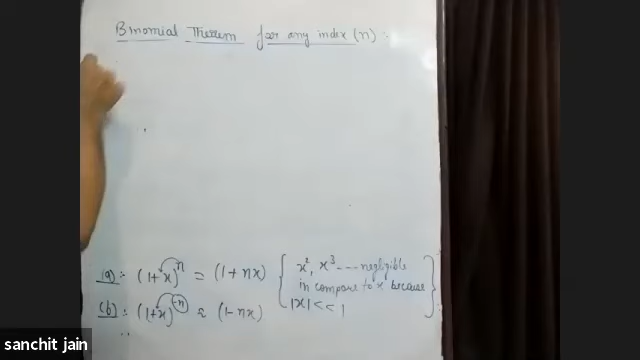 Binomial Theorem for any index (n) :-
(a) :- (1+x)^n = (1 + nx) { x², x³ ---- negligible in compare to x because |x| << 1 }
(b) :- (1+x)^-n ≈ (1 - nx)
sanchit jain